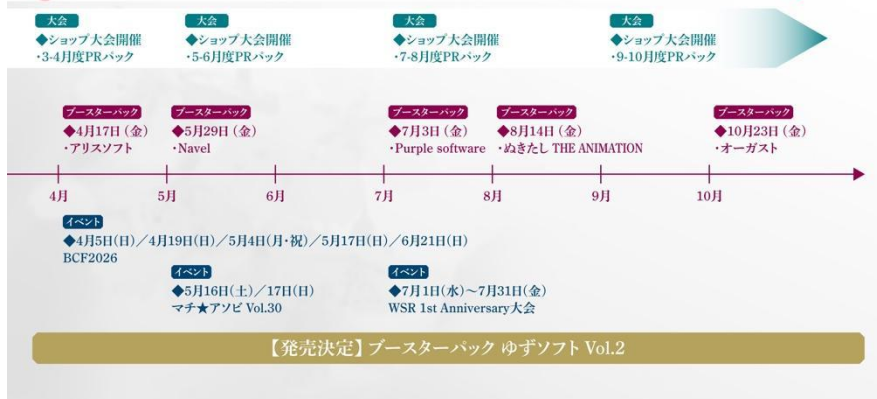 大会
◆ショップ大会開催
・3-4月度PRパック
大会
◆ショップ大会開催
・5-6月度PRパック
大会
◆ショップ大会開催
・7-8月度PRパック
大会
◆ショップ大会開催
・9-10月度PRパック
ブースターパック
◆4月17日（金）
・アリスソフト
ブースターパック
◆5月29日（金）
・Navel
ブースターパック
◆7月3日（金）
・Purple software
ブースターパック
◆8月14日（金）
・ぬきたし THE ANIMATION
ブースターパック
◆10月23日（金）
・オーガスト
4月
5月
6月
7月
8月
9月
10月
イベント
◆4月5日(日)／4月19日(日)／5月4日(月・祝)／5月17日(日)／6月21日(日)
BCF2026
イベント
◆5月16日(土)／17日(日)
マチ★アソビ Vol.30
イベント
◆7月1日(水)～7月31日(金)
WSR 1st Anniversary大会
【発売決定】ブースターパック ゆずソフト Vol.2